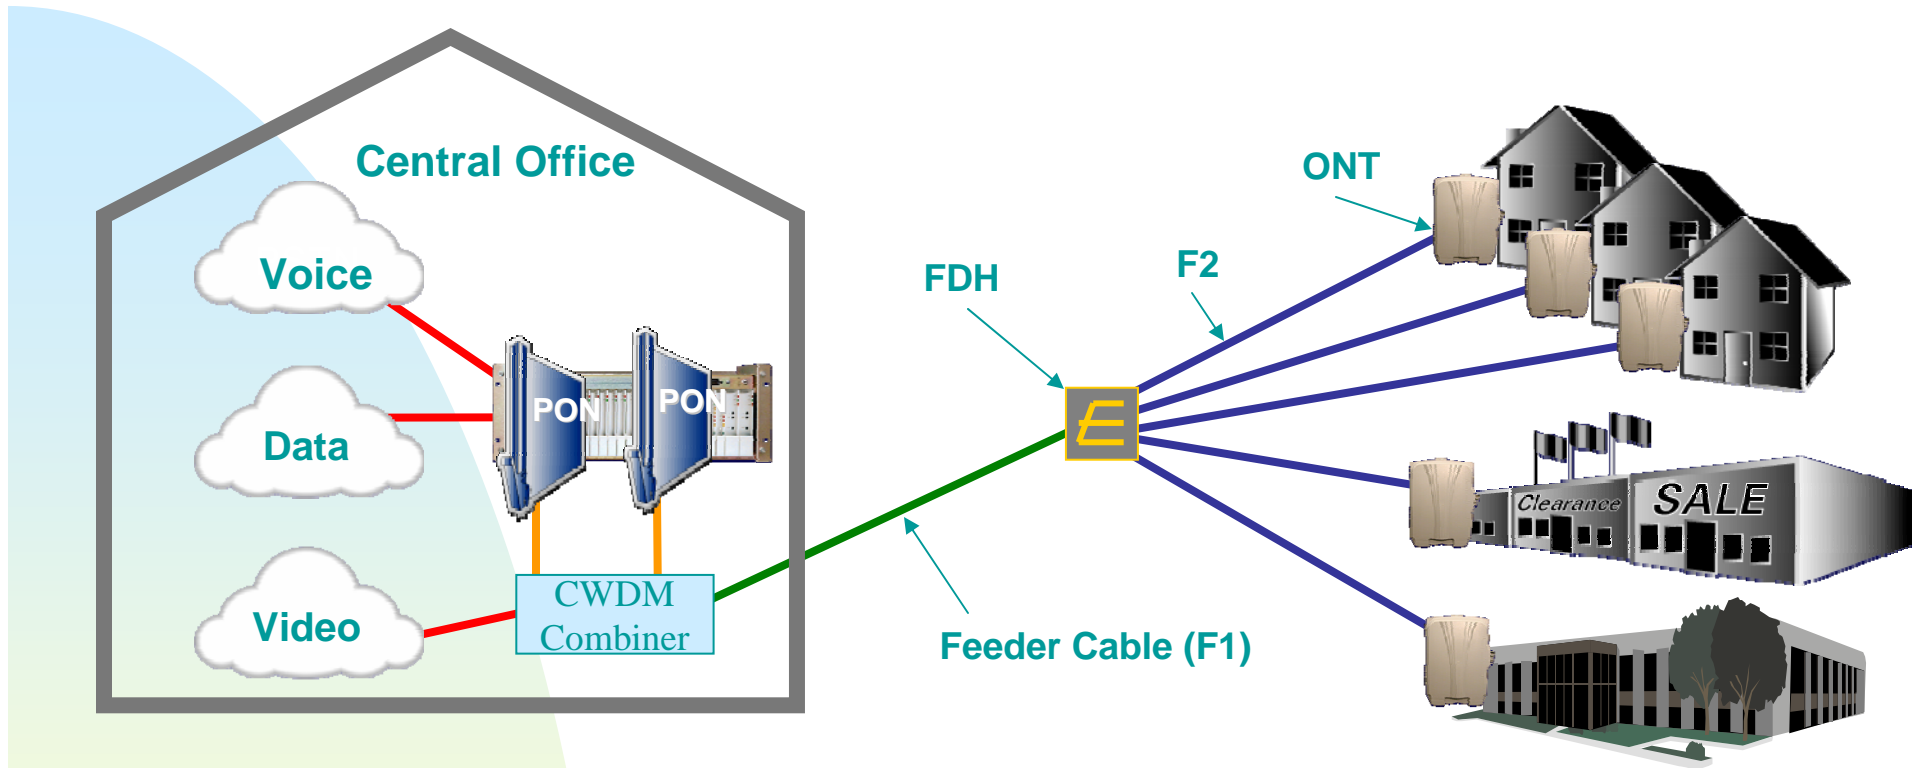 Central Office
Voice
Data
Video
PON
PON
CWDM
Combiner
FDH
F2
ONT
Feeder Cable (F1)
Clearance
SALE